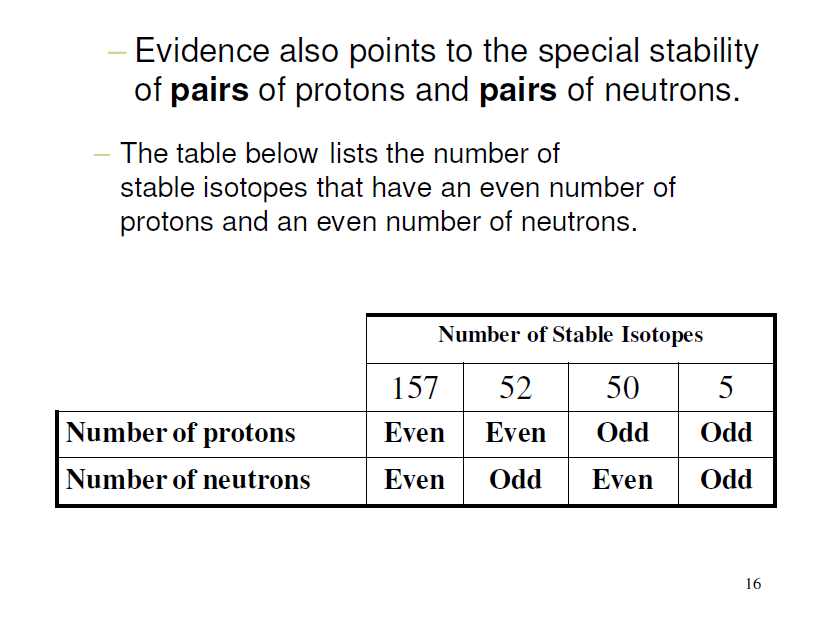 – Evidence also points to the special stability
of pairs of protons and pairs of neutrons.
– The table below lists the number of
stable isotopes that have an even number of
protons and an even number of neutrons.
Number of Stable Isotopes
157 52 50 5
Number of protons Even Even Odd Odd
Number of neutrons Even Odd Even Odd
16